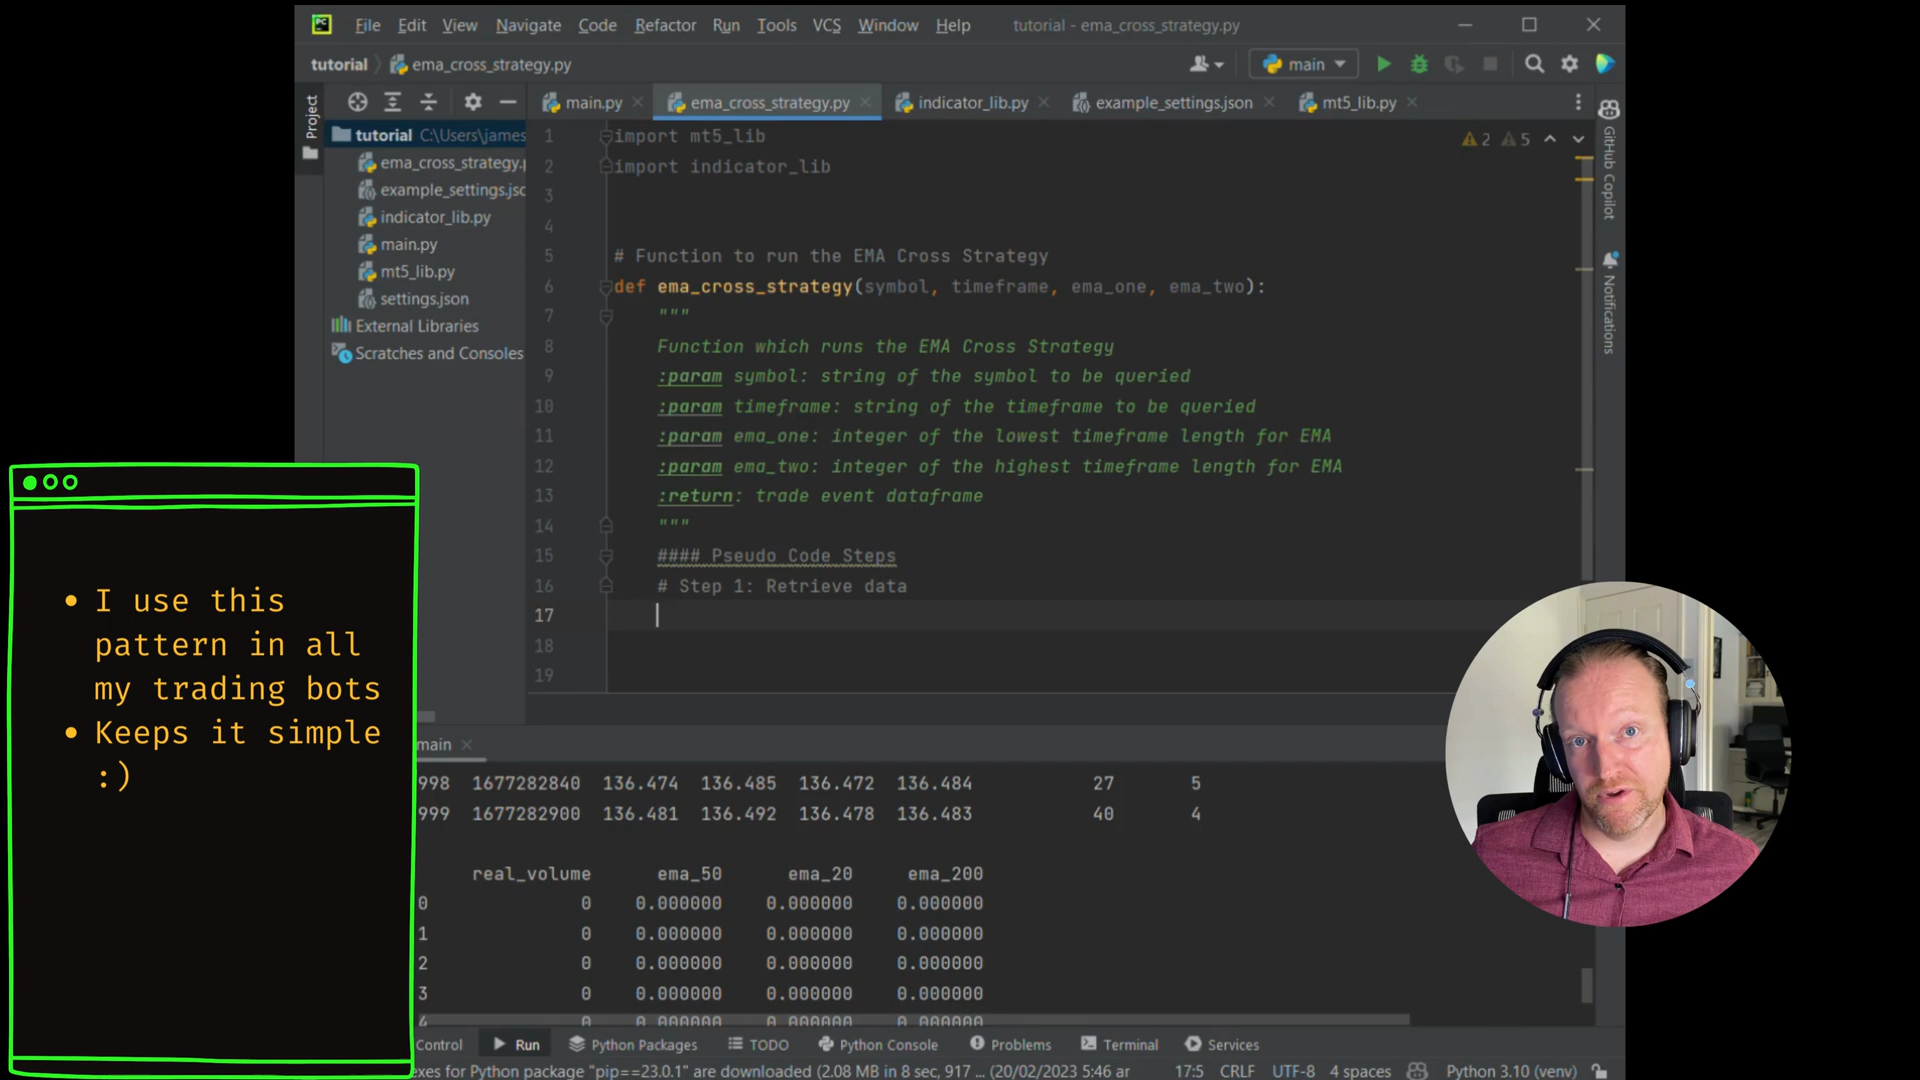 PC File Edit View Navigate Code Refactor Run Tools VCS Window Help tutorial - ema_cross_strategy.py
tutorial ema_cross_strategy.py main
Project
main.py ema_cross_strategy.py indicator_lib.py example_settings.json mt5_lib.py
tutorial C:\Users\james
ema_cross_strategy.p
example_settings.jsc
indicator_lib.py
main.py
mt5_lib.py
settings.json
External Libraries
Scratches and Consoles
2 5
GitHub Copilot
Notifications
1 import mt5_lib
2 import indicator_lib
3
4
5 # Function to run the EMA Cross Strategy
6 def ema_cross_strategy(symbol, timeframe, ema_one, ema_two):
7 """
8 Function which runs the EMA Cross Strategy
9 :param symbol: string of the symbol to be queried
10 :param timeframe: string of the timeframe to be queried
11 :param ema_one: integer of the lowest timeframe length for EMA
12 :param ema_two: integer of the highest timeframe length for EMA
13 :return: trade event dataframe
14 """
15 #### Pseudo Code Steps
16 # Step 1: Retrieve data
17
18
19
• I use this
pattern in all
my trading bots
• Keeps it simple
:)
main
998 1677282840 136.474 136.485 136.472 136.484 27 5
999 1677282900 136.481 136.492 136.478 136.483 40 4
real_volume ema_50 ema_20 ema_200
0 0 0.000000 0.000000 0.000000
1 0 0.000000 0.000000 0.000000
2 0 0.000000 0.000000 0.000000
3 0 0.000000 0.000000 0.000000
4 0 0.000000 0.000000 0.000000
Control Run Python Packages TODO Python Console Problems Terminal Services
exes for Python package "pip==23.0.1" are downloaded (2.08 MB in 8 sec, 917 ... (20/02/2023 5:46 ar 17:5 CRLF UTF-8 4 spaces Python 3.10 (venv)